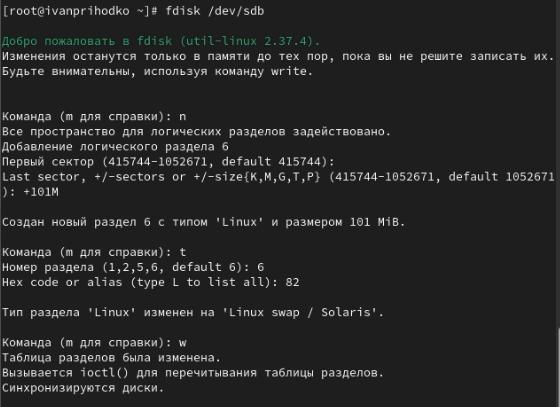 [root@ivanprihodko ~]# fdisk /dev/sdb
Добро пожаловать в fdisk (util-linux 2.37.4).
Изменения останутся только в памяти до тех пор, пока вы не решите записать их.
Будьте внимательны, используя команду write.
Команда (m для справки): n
Все пространство для логических разделов задействовано.
Добавление логического раздела 6
Первый сектор (415744-1052671, default 415744):
Last sector, +/-sectors or +/-size{K,M,G,T,P} (415744-1052671, default 1052671
): +101M
Создан новый раздел 6 с типом 'Linux' и размером 101 MiB.
Команда (m для справки): t
Номер раздела (1,2,5,6, default 6): 6
Hex code or alias (type L to list all): 82
Тип раздела 'Linux' изменен на 'Linux swap / Solaris'.
Команда (m для справки): w
Таблица разделов была изменена.
Вызывается ioctl() для перечитывания таблицы разделов.
Синхронизируются диски.